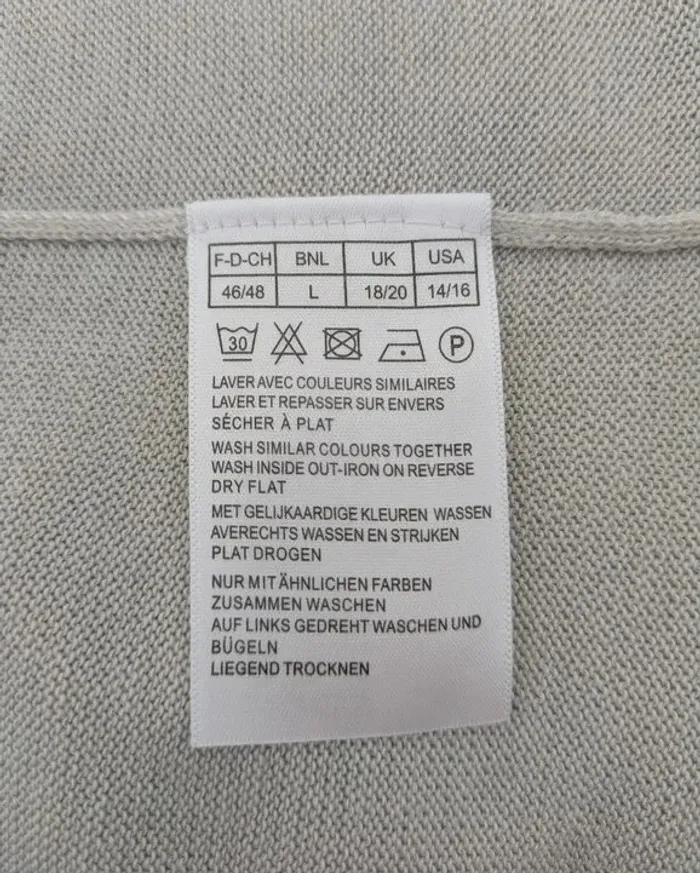 F-D-CH BNL UK USA
46/48 L 18/20 14/16
30 P
LAVER AVEC COULEURS SIMILAIRES
LAVER ET REPASSER SUR ENVERS
SÉCHER À PLAT
WASH SIMILAR COLOURS TOGETHER
WASH INSIDE OUT-IRON ON REVERSE
DRY FLAT
MET GELIJKAARDIGE KLEUREN WASSEN
AVERECHTS WASSEN EN STRIJKEN
PLAT DROGEN
NUR MIT ÄHNLICHEN FARBEN
ZUSAMMEN WASCHEN
AUF LINKS GEDREHT WASCHEN UND
BÜGELN
LIEGEND TROCKNEN